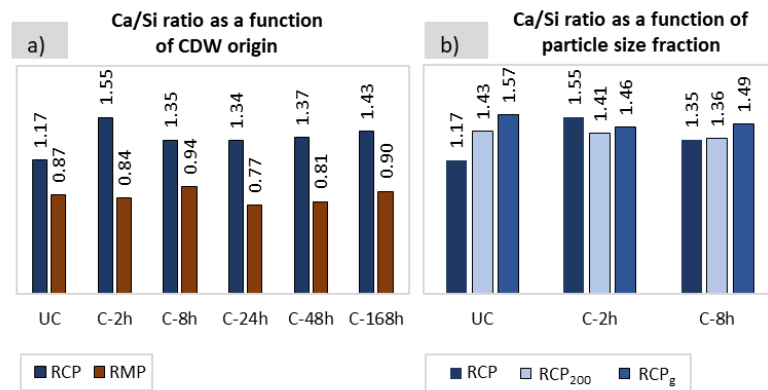 a)
Ca/Si ratio as a function
of CDW origin
1.17
0.87
1.55
0.84
1.35
0.94
1.34
0.77
1.37
0.81
1.43
0.90
UC
C-2h
C-8h
C-24h
C-48h
C-168h
RCP
RMP
b)
Ca/Si ratio as a function of
particle size fraction
1.17
1.43
1.57
1.55
1.41
1.46
1.35
1.36
1.49
UC
C-2h
C-8h
RCP
RCP200
RCPg